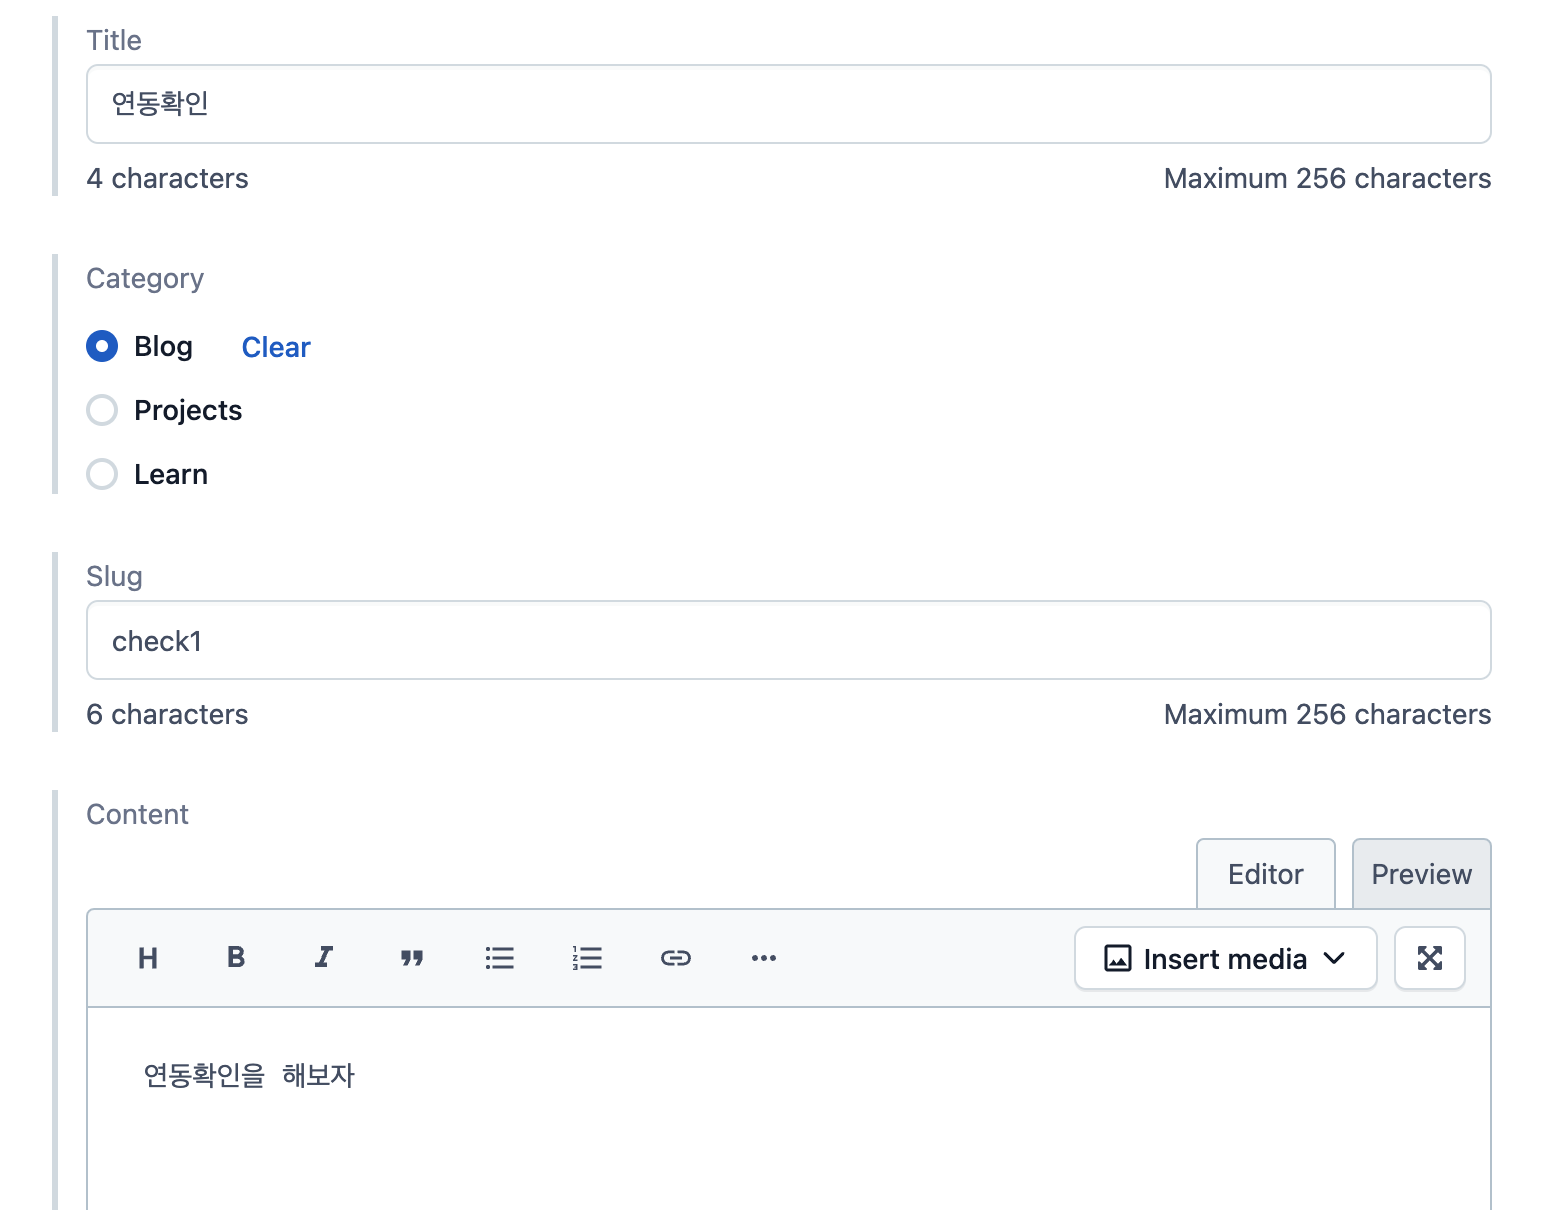 Title
연동확인
4 characters Maximum 256 characters
Category
Blog Clear
Projects
Learn
Slug
check1
6 characters Maximum 256 characters
Content
Editor Preview
H B I Insert media
연동확인을 해보자